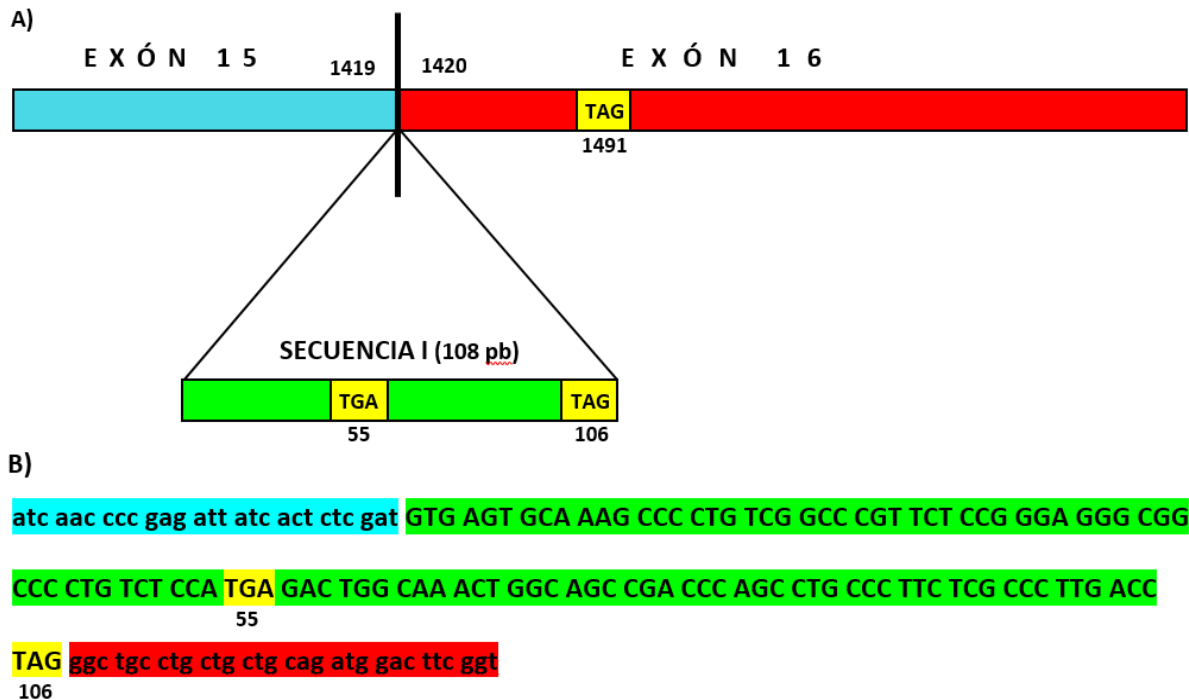 A)
E X Ó N 1 5 1419 1420 E X Ó N 1 6
TAG
1491
SECUENCIA I (108 pb)
TGA TAG
55 106
B)
atc aac ccc gag att atc act ctc gat GTG AGT GCA AAG CCC CTG TCG GCC CGT TCT CCG GGA GGG CGG
CCC CTG TCT CCA TGA GAC TGG CAA ACT GGC AGC CGA CCC AGC CTG CCC TTC TCG CCC TTG ACC
55
TAG ggc tgc ctg ctg ctg cag atg gac ttc ggt
106